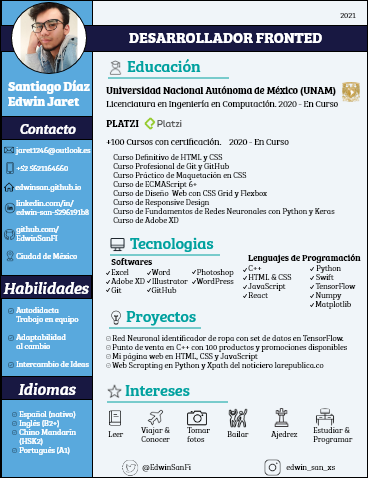 2021
DESARROLLADOR FRONTED
Santiago Díaz
Edwin Jaret
Contacto
jaret1246@outlook.es
+52 5621164660
edwinsan.github.io
linkedin.com/in/
edwin-san-5296191b8
github.com/
EdwinSanFi
Ciudad de México
Habilidades
Autodidacta
Trabajo en equipo
Adaptabilidad
al cambio
Intercambio de Ideas
Idiomas
Español (nativo)
Inglés (B2+)
Chino Mandarín
(HSK2)
Portugués (A1)
Educación
Universidad Nacional Autónoma de México (UNAM)
Licenciatura en Ingeniería en Computación. 2020 - En Curso
PLATZI Platzi
+100 Cursos con certificación. 2020 - En Curso
Curso Definitivo de HTML y CSS
Curso Profesional de Git y GitHub
Curso Práctico de Maquetación en CSS
Curso de ECMAScript 6+
Curso de Diseño Web con CSS Grid y Flexbox
Curso de Responsive Design
Curso de Fundamentos de Redes Neuronales con Python y Keras
Curso de Adobe XD
Tecnologias
Softwares
Excel Word Photoshop
Adobe XD Illustrator WordPress
Git GitHub
Lenguajes de Programación
C++ Python
HTML & CSS Swift
JavaScript TensorFlow
React Numpy
Matplotlib
Proyectos
Red Neuronal identificador de ropa con set de datos en TensorFlow.
Punto de venta en C++ con 100 productos y promociones disponibles
Mi página web en HTML, CSS y JavaScript
Web Scrapting en Python y Xpath del noticiero larepublica.co
Intereses
Leer
Viajar &
Conocer
Tomar
fotos
Bailar
Ajedrez
Estudiar &
Programar
@EdwinSanFi edwin_san_xs